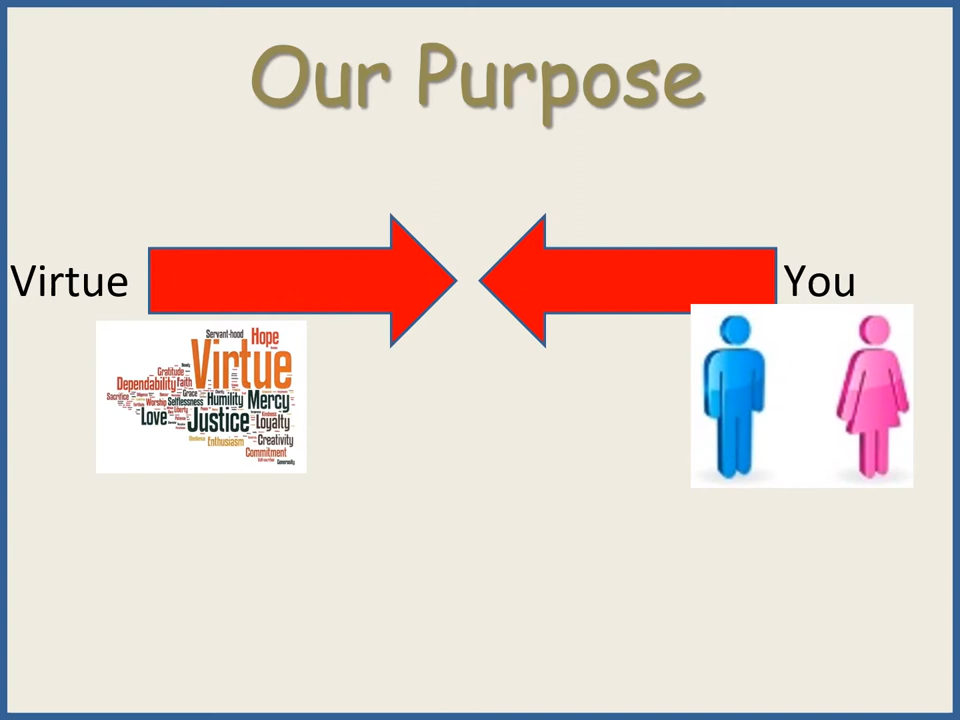 Our Purpose
Virtue
You
Servant-hood
Hope
Virtue
Gratitude
Dependability
faith
Sacrifice
Grace
Worship
Selflessness
Humility
Mercy
Love
Liberty
Justice
Loyalty
Enthusiasm
Creativity
Commitment
Generosity